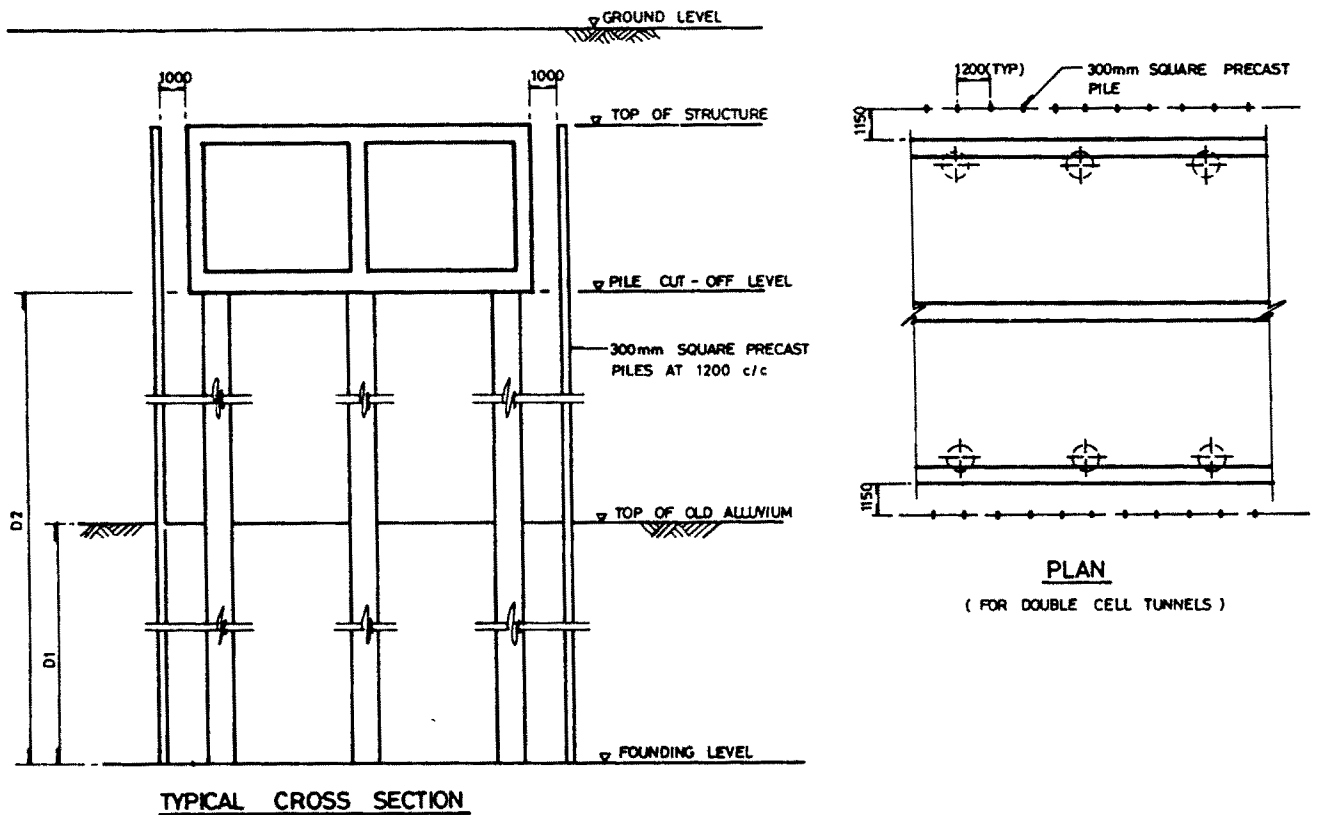 GROUND LEVEL
1000
1000
TOP OF STRUCTURE
PILE CUT-OFF LEVEL
300mm SQUARE PRECAST
PILES AT 1200 c/c
D2
TOP OF OLD ALLUVIUM
D1
FOUNDING LEVEL
TYPICAL CROSS SECTION
1200(TYP)
300mm SQUARE PRECAST
PILE
1150
1150
PLAN
( FOR DOUBLE CELL TUNNELS )